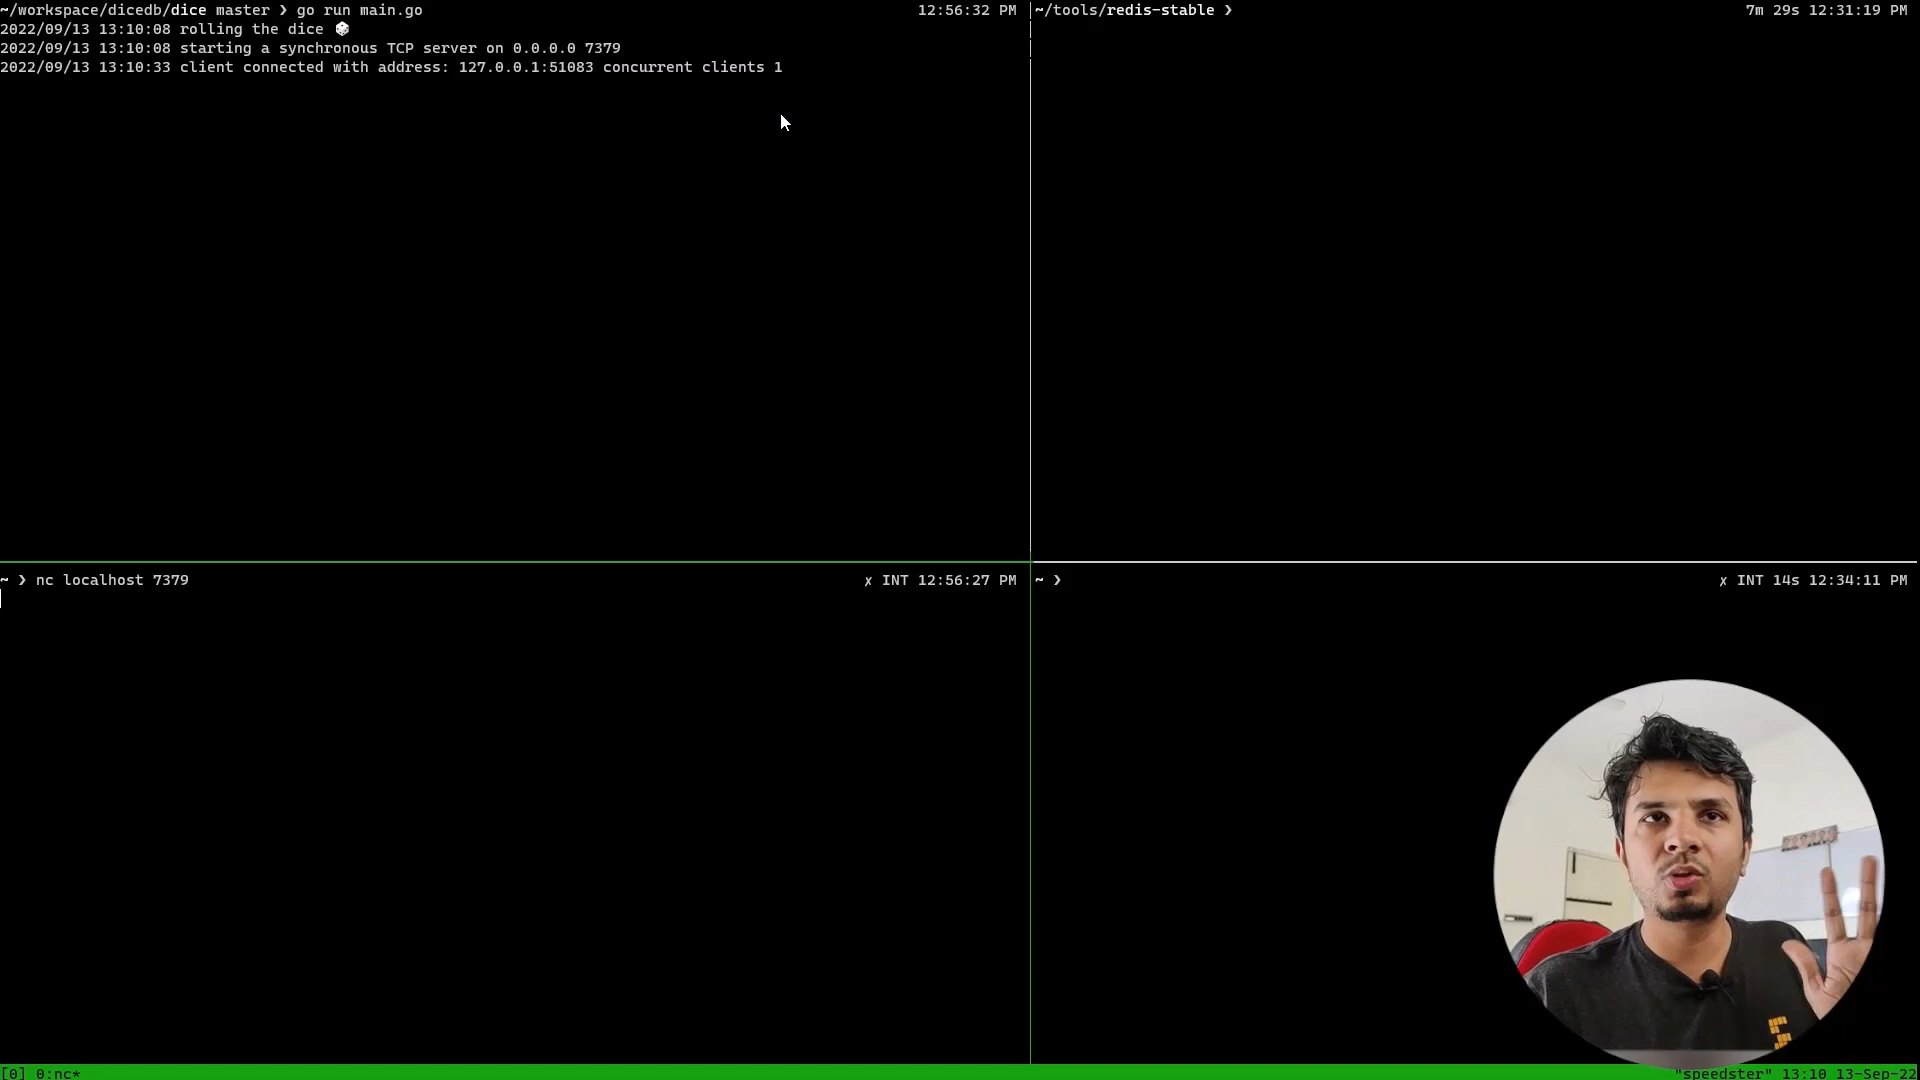 ~/workspace/dicedb/dice master ❯ go run main.go 12:56:32 PM
2022/09/13 13:10:08 rolling the dice 🎲
2022/09/13 13:10:08 starting a synchronous TCP server on 0.0.0.0 7379
2022/09/13 13:10:33 client connected with address: 127.0.0.1:51083 concurrent clients 1
~/tools/redis-stable ❯ 7m 29s 12:31:19 PM
~ ❯ nc localhost 7379 ✗ INT 12:56:27 PM
~ ❯ ✗ INT 14s 12:34:11 PM
[0] 0:nc* "speedster" 13:10 13-Sep-22